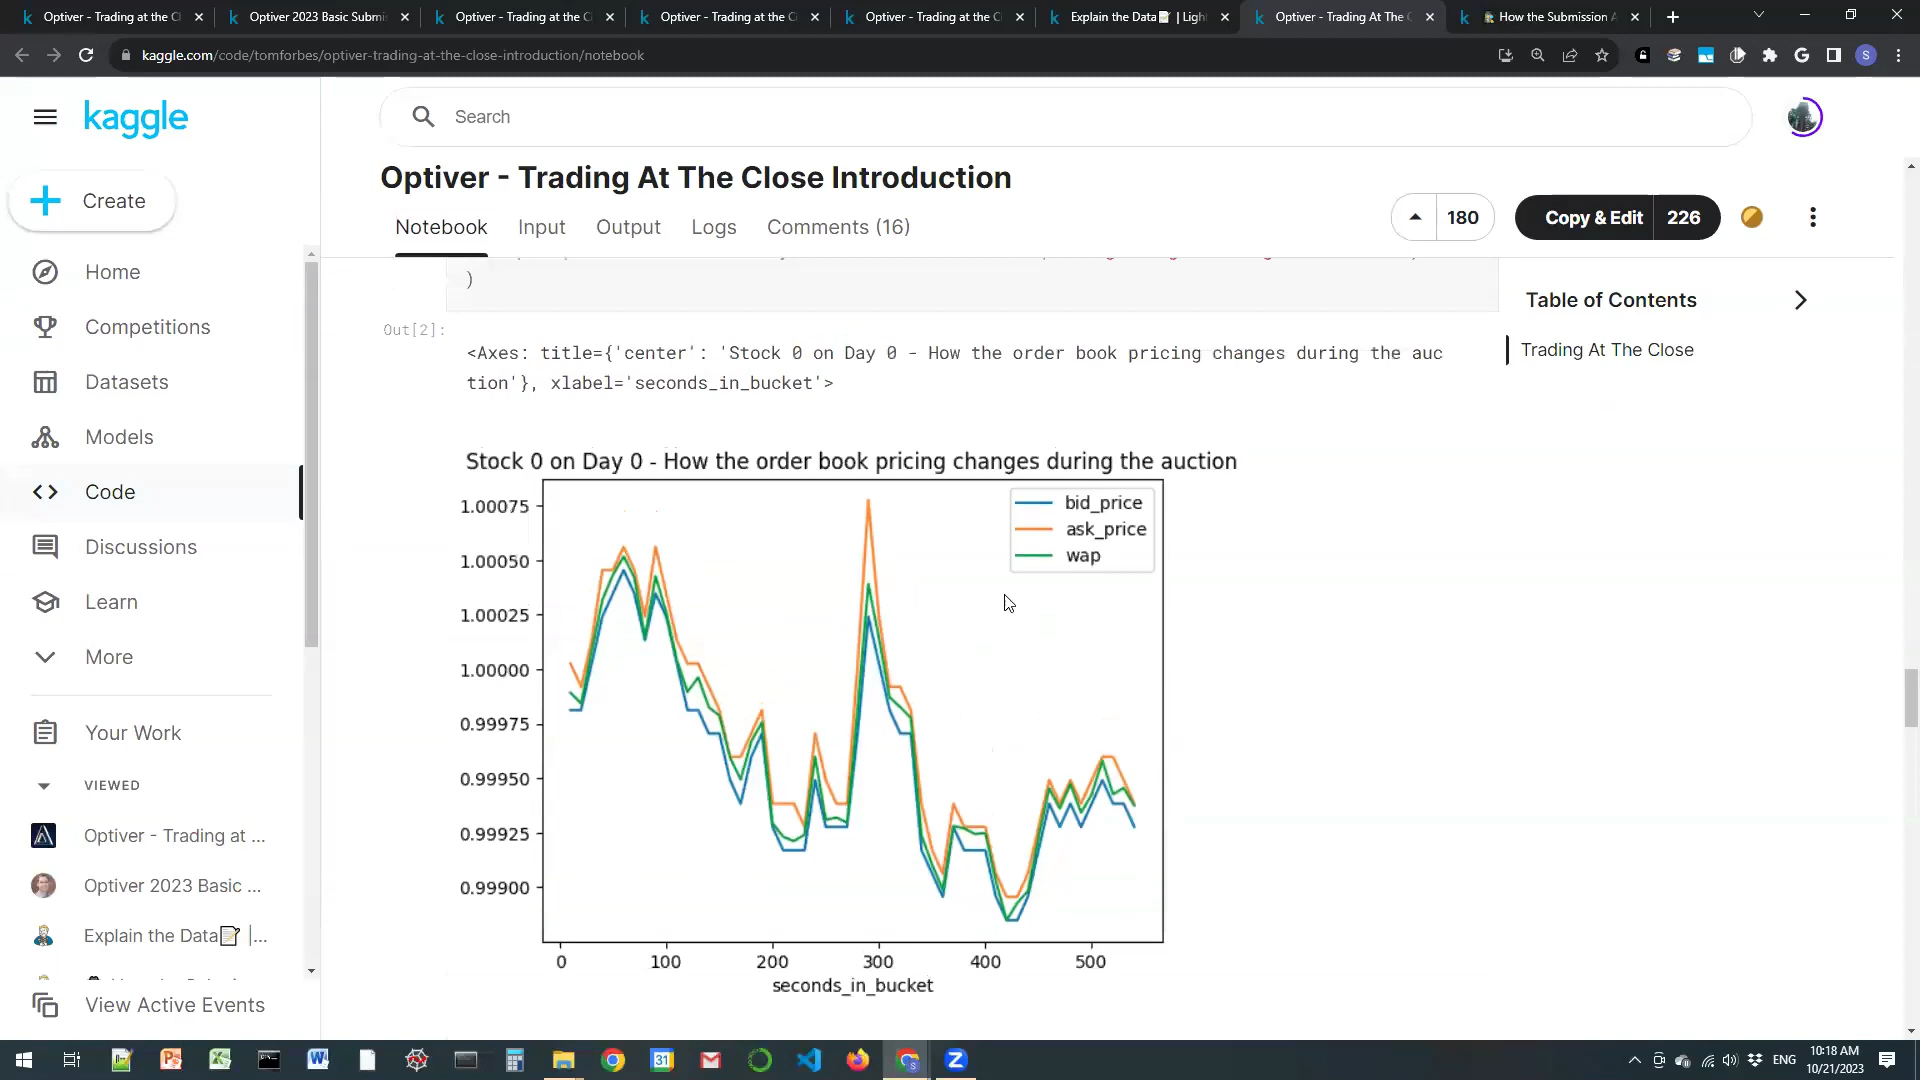 Optiver - Trading at the Cl
Optiver 2023 Basic Submis
Optiver - Trading at the Cl
Optiver - Trading at the Cl
Optiver - Trading at the Cl
Explain the Data📝 | Light
Optiver - Trading At The C
How the Submission A
kaggle.com/code/tomforbes/optiver-trading-at-the-close-introduction/notebook
S
kaggle
Search
Create
Home
Competitions
Datasets
Models
Code
Discussions
Learn
More
Your Work
VIEWED
Optiver - Trading at ...
Optiver 2023 Basic ...
Explain the Data📝 |...
View Active Events
Optiver - Trading At The Close Introduction
180
Copy & Edit 226
Notebook Input Output Logs Comments (16)
)
Table of Contents
Trading At The Close
Out[2]:
<Axes: title={'center': 'Stock 0 on Day 0 - How the order book pricing changes during the auc
tion'}, xlabel='seconds_in_bucket'>
Stock 0 on Day 0 - How the order book pricing changes during the auction
bid_price
ask_price
wap
1.00075
1.00050
1.00025
1.00000
0.99975
0.99950
0.99925
0.99900
0 100 200 300 400 500
seconds_in_bucket
ENG
10:18 AM
10/21/2023